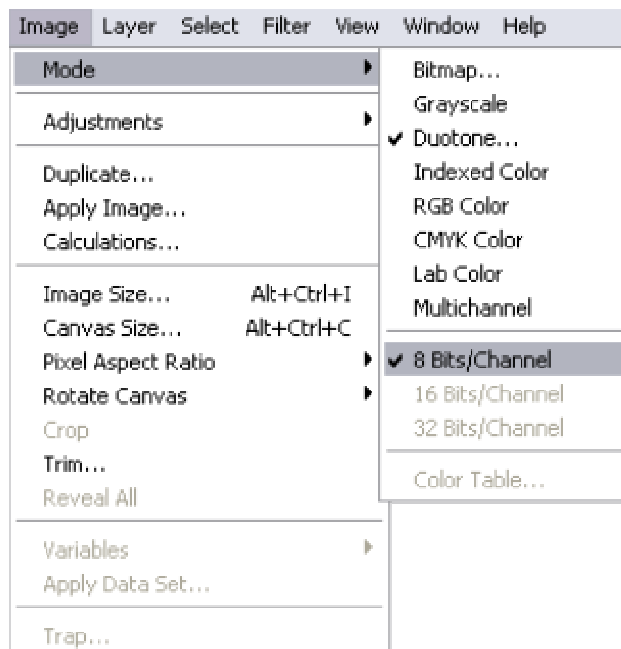 Image Layer Select Filter View Window Help
Mode
Adjustments
Duplicate...
Apply Image...
Calculations...
Image Size... Alt+Ctrl+I
Canvas Size... Alt+Ctrl+C
Pixel Aspect Ratio
Rotate Canvas
Crop
Trim...
Reveal All
Variables
Apply Data Set...
Trap...
Bitmap...
Grayscale
Duotone...
Indexed Color
RGB Color
CMYK Color
Lab Color
Multichannel
8 Bits/Channel
16 Bits/Channel
32 Bits/Channel
Color Table...